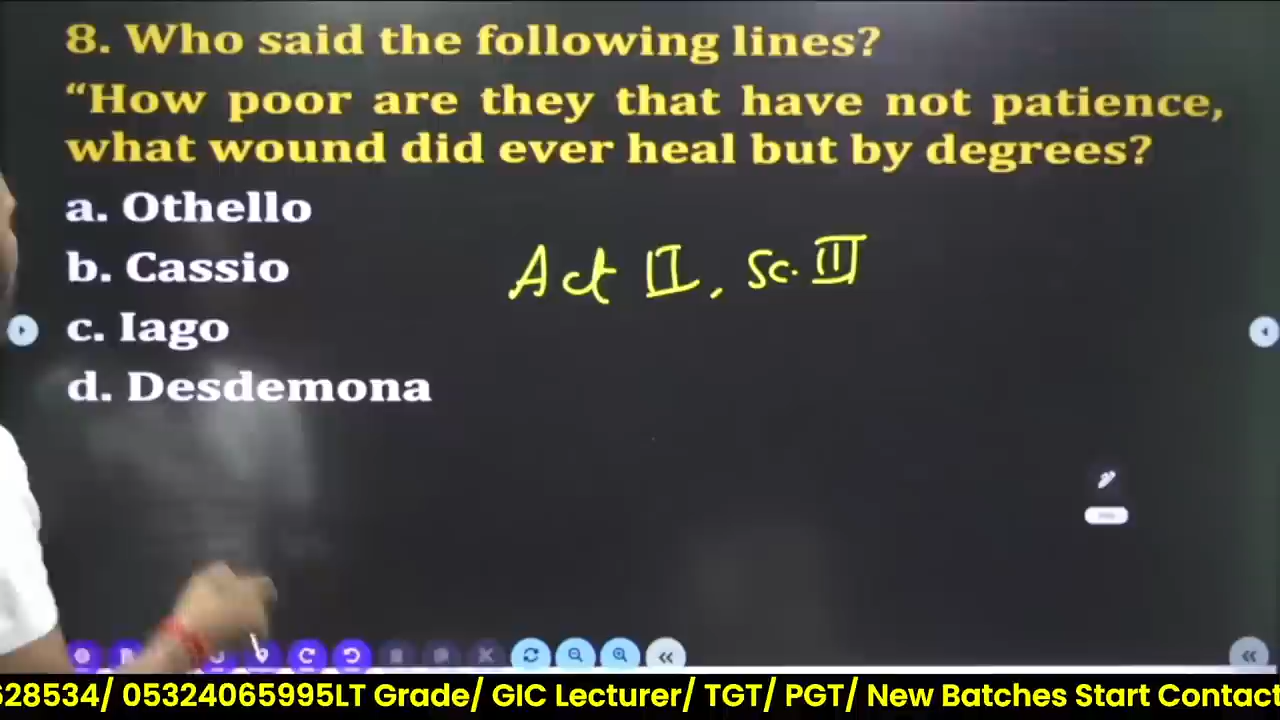 8. Who said the following lines?
“How poor are they that have not patience,
what wound did ever heal but by degrees?
a. Othello
b. Cassio
Act II, Sc. III
c. Iago
d. Desdemona
628534/ 05324065995LT Grade/ GIC Lecturer/ TGT/ PGT/ New Batches Start Contact